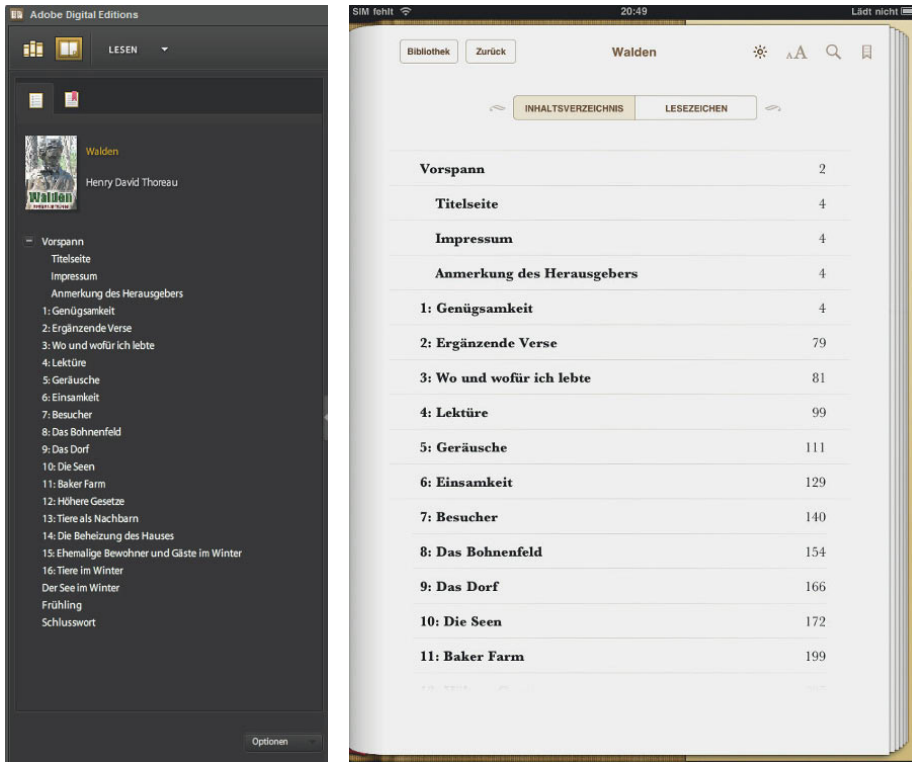 Adobe Digital Editions
LESEN
Walden
Henry David Thoreau
Walden
Vorspann
Titelseite
Impressum
Anmerkung des Herausgebers
1: Genügsamkeit
2: Ergänzende Verse
3: Wo und wofür ich lebte
4: Lektüre
5: Geräusche
6: Einsamkeit
7: Besucher
8: Das Bohnenfeld
9: Das Dorf
10: Die Seen
11: Baker Farm
12: Höhere Gesetze
13: Tiere als Nachbarn
14: Die Beheizung des Hauses
15: Ehemalige Bewohner und Gäste im Winter
16: Tiere im Winter
Der See im Winter
Frühling
Schlusswort
Optionen
SIM fehlt 20:49 Lädt nicht
Bibliothek Zurück Walden AA
INHALTSVERZEICHNIS LESEZEICHEN
Vorspann 2
Titelseite 4
Impressum 4
Anmerkung des Herausgebers 4
1: Genügsamkeit 4
2: Ergänzende Verse 79
3: Wo und wofür ich lebte 81
4: Lektüre 99
5: Geräusche 111
6: Einsamkeit 129
7: Besucher 140
8: Das Bohnenfeld 154
9: Das Dorf 166
10: Die Seen 172
11: Baker Farm 199